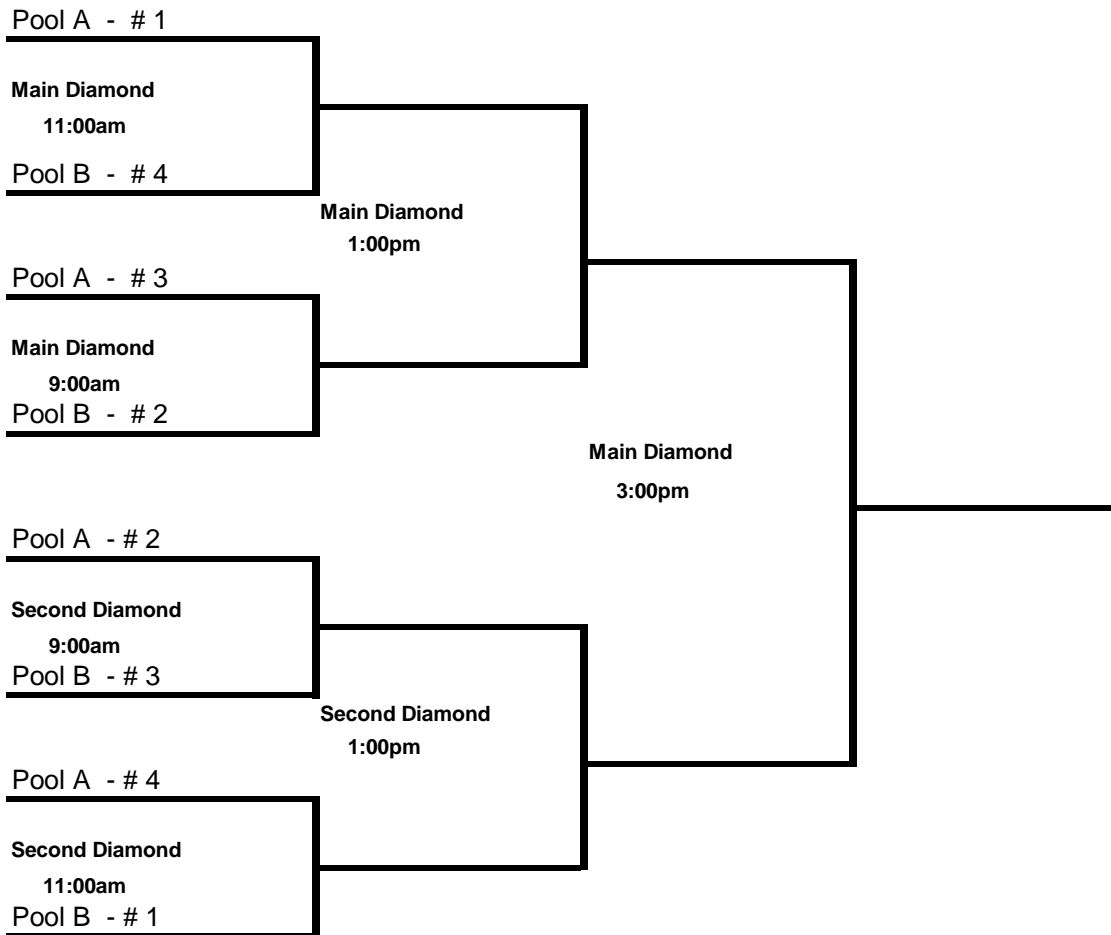 Pool A - # 1
Main Diamond
11:00am
Pool B - # 4
Main Diamond
1:00pm
Pool A - # 3
Main Diamond
9:00am
Pool B - # 2
Main Diamond
3:00pm
Pool A - # 2
Second Diamond
9:00am
Pool B - # 3
Second Diamond
1:00pm
Pool A - # 4
Second Diamond
11:00am
Pool B - # 1